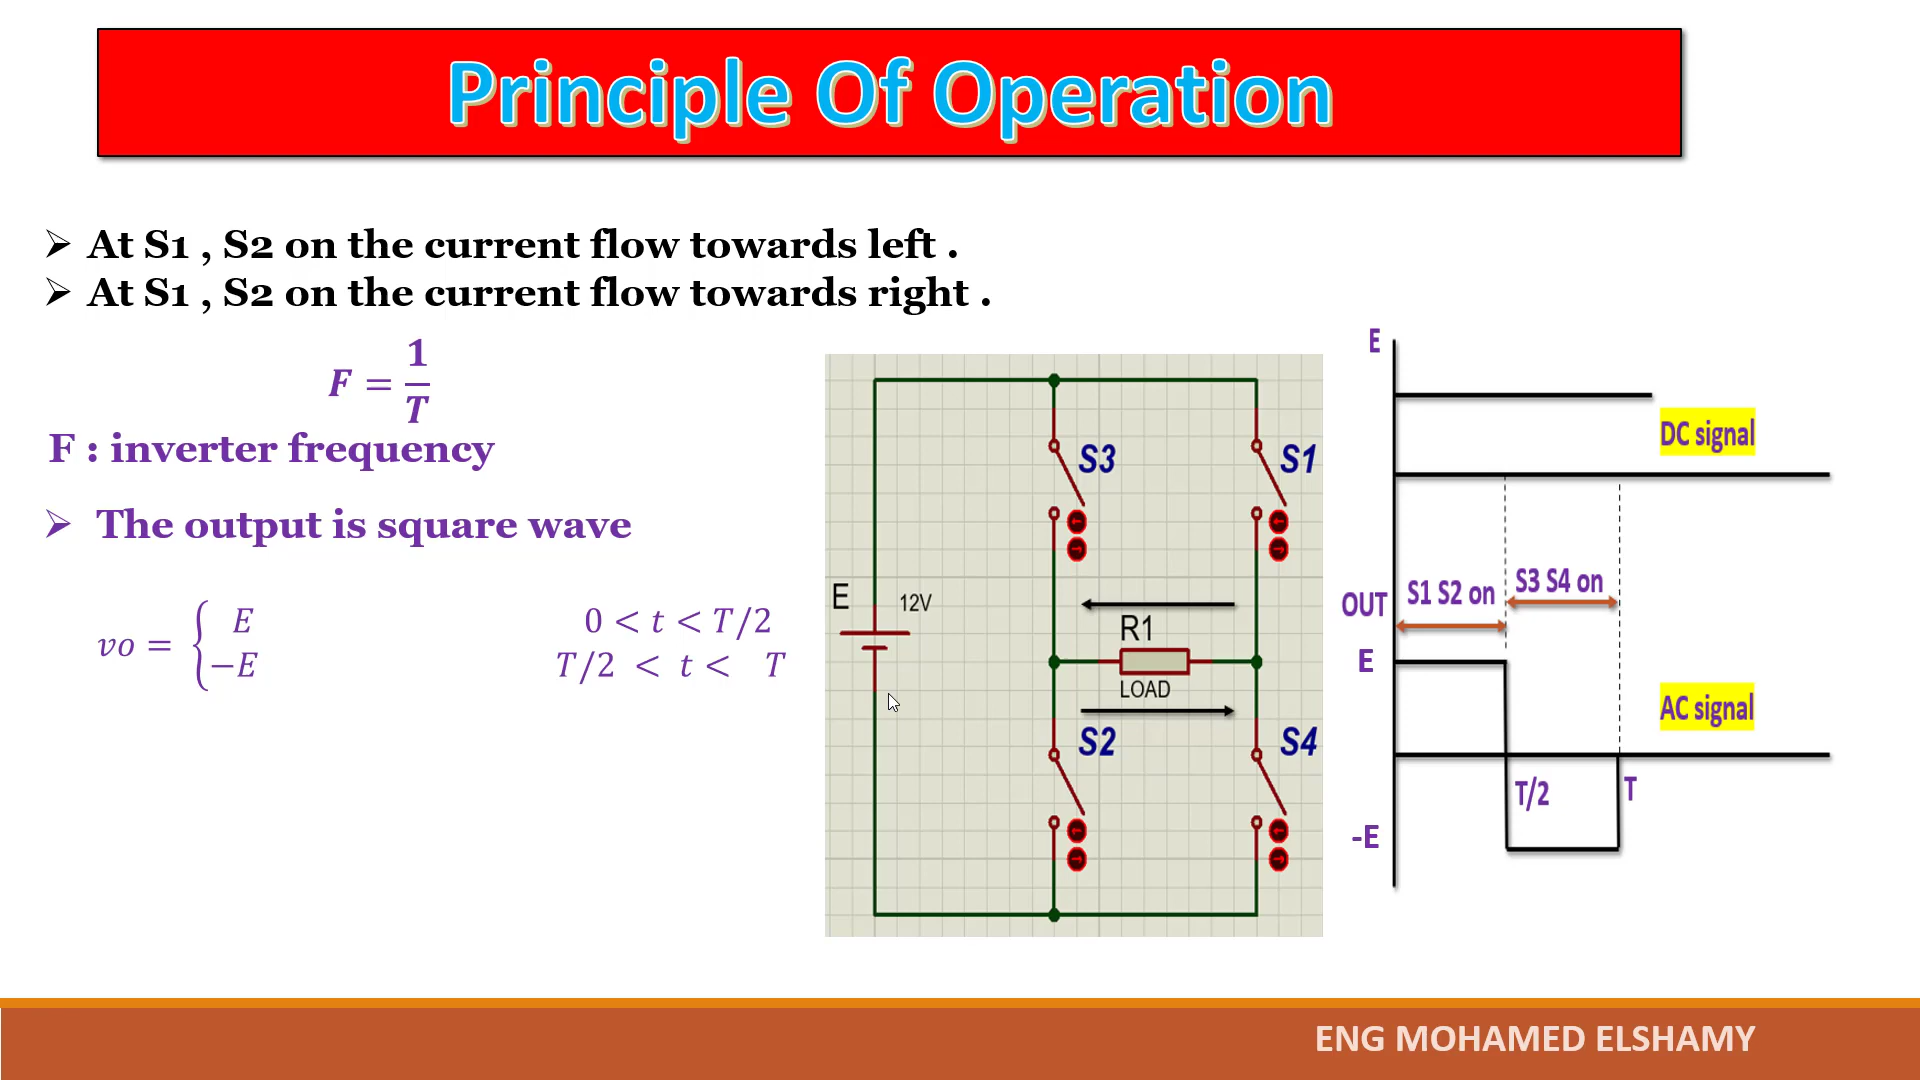 Principle Of Operation
➢ At S1 , S2 on the current flow towards left .
➢ At S1 , S2 on the current flow towards right .
F = 1/T
F : inverter frequency
➢ The output is square wave
vo = { E 0 < t < T/2
−E T/2 < t < T
S3
S1
E
12V
R1
LOAD
S2
S4
E
DC signal
S1 S2 on
S3 S4 on
OUT
E
AC signal
T/2
T
-E
ENG MOHAMED ELSHAMY